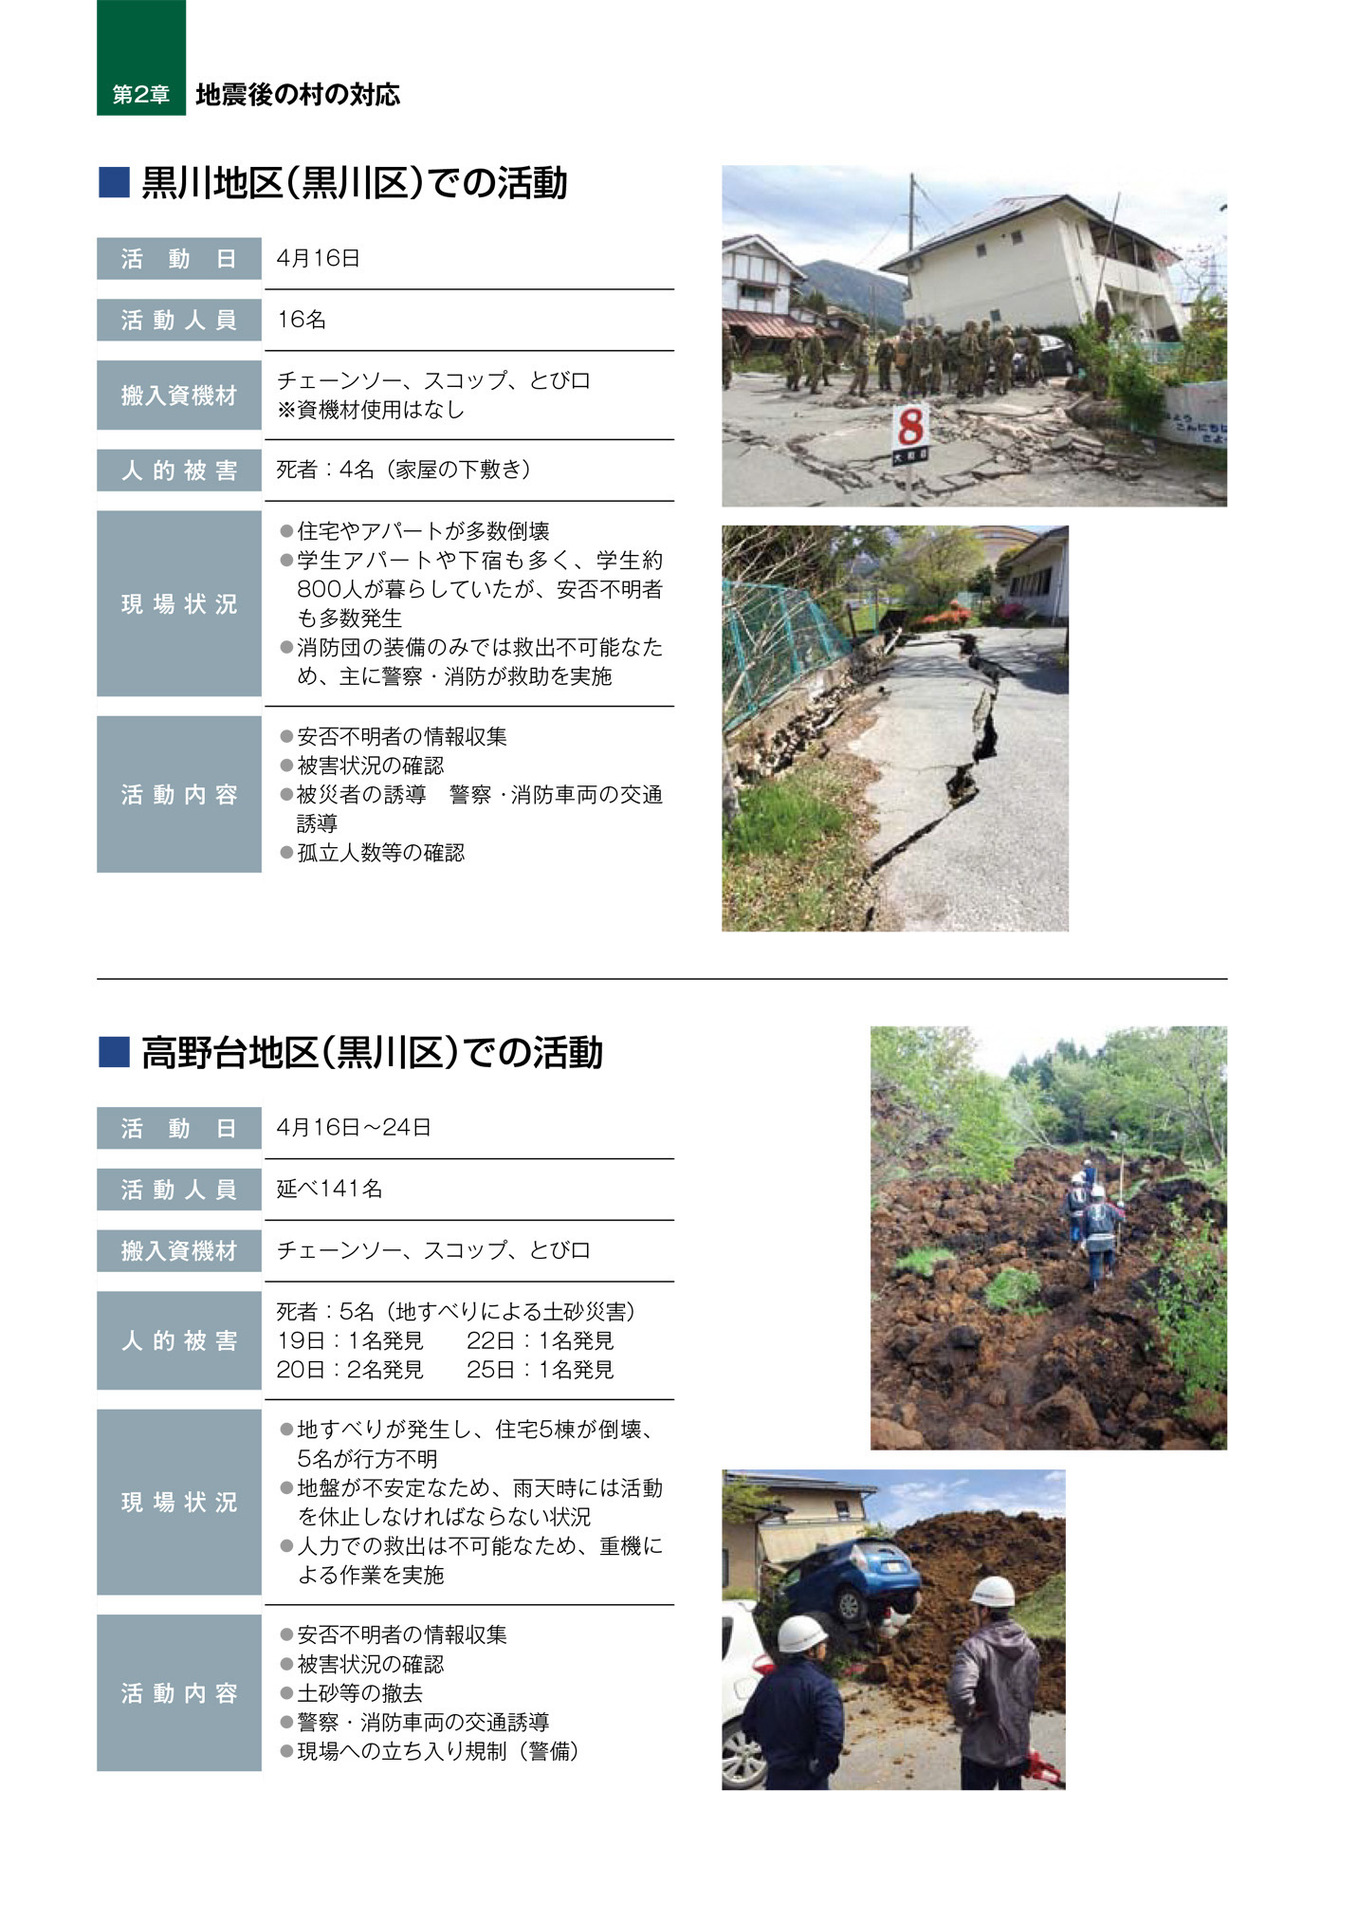 第2章 地震後の村の対応
■ 黒川地区（黒川区）での活動
活動日 4月16日
活動人員 16名
搬入資機材 チェーンソー、スコップ、とび口
※資機材使用はなし
人的被害 死者：4名（家屋の下敷き）
現場状況
●住宅やアパートが多数倒壊
●学生アパートや下宿も多く、学生約
800人が暮らしていたが、安否不明者
も多数発生
●消防団の装備のみでは救出不可能なた
め、主に警察・消防が救助を実施
活動内容
●安否不明者の情報収集
●被害状況の確認
●被災者の誘導　警察・消防車両の交通
誘導
●孤立人数等の確認
8
こんにちは
さよ
■ 高野台地区（黒川区）での活動
活動日 4月16日～24日
活動人員 延べ141名
搬入資機材 チェーンソー、スコップ、とび口
人的被害 死者：5名（地すべりによる土砂災害）
19日：1名発見　22日：1名発見
20日：2名発見　25日：1名発見
現場状況
●地すべりが発生し、住宅5棟が倒壊、
5名が行方不明
●地盤が不安定なため、雨天時には活動
を休止しなければならない状況
●人力での救出は不可能なため、重機に
よる作業を実施
活動内容
●安否不明者の情報収集
●被害状況の確認
●土砂等の撤去
●警察・消防車両の交通誘導
●現場への立ち入り規制（警備）